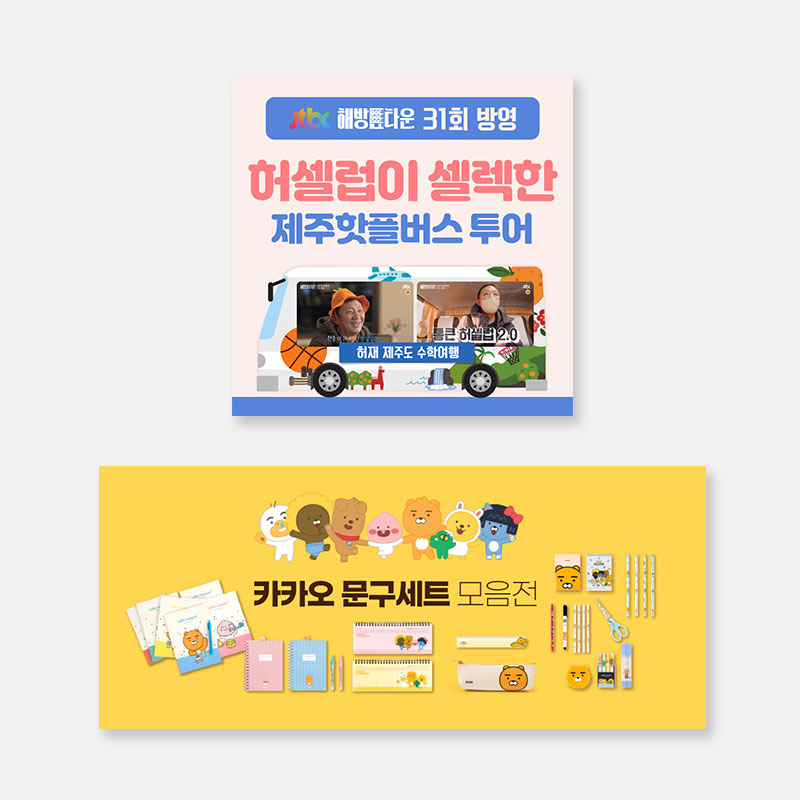 jtbc 해방타운 31회 방영
허셀럽이 셀렉한
제주핫플버스 투어
jtbc
통큰 허셀럽 2.0
허재 제주도 수학여행
카카오 문구세트 모음전